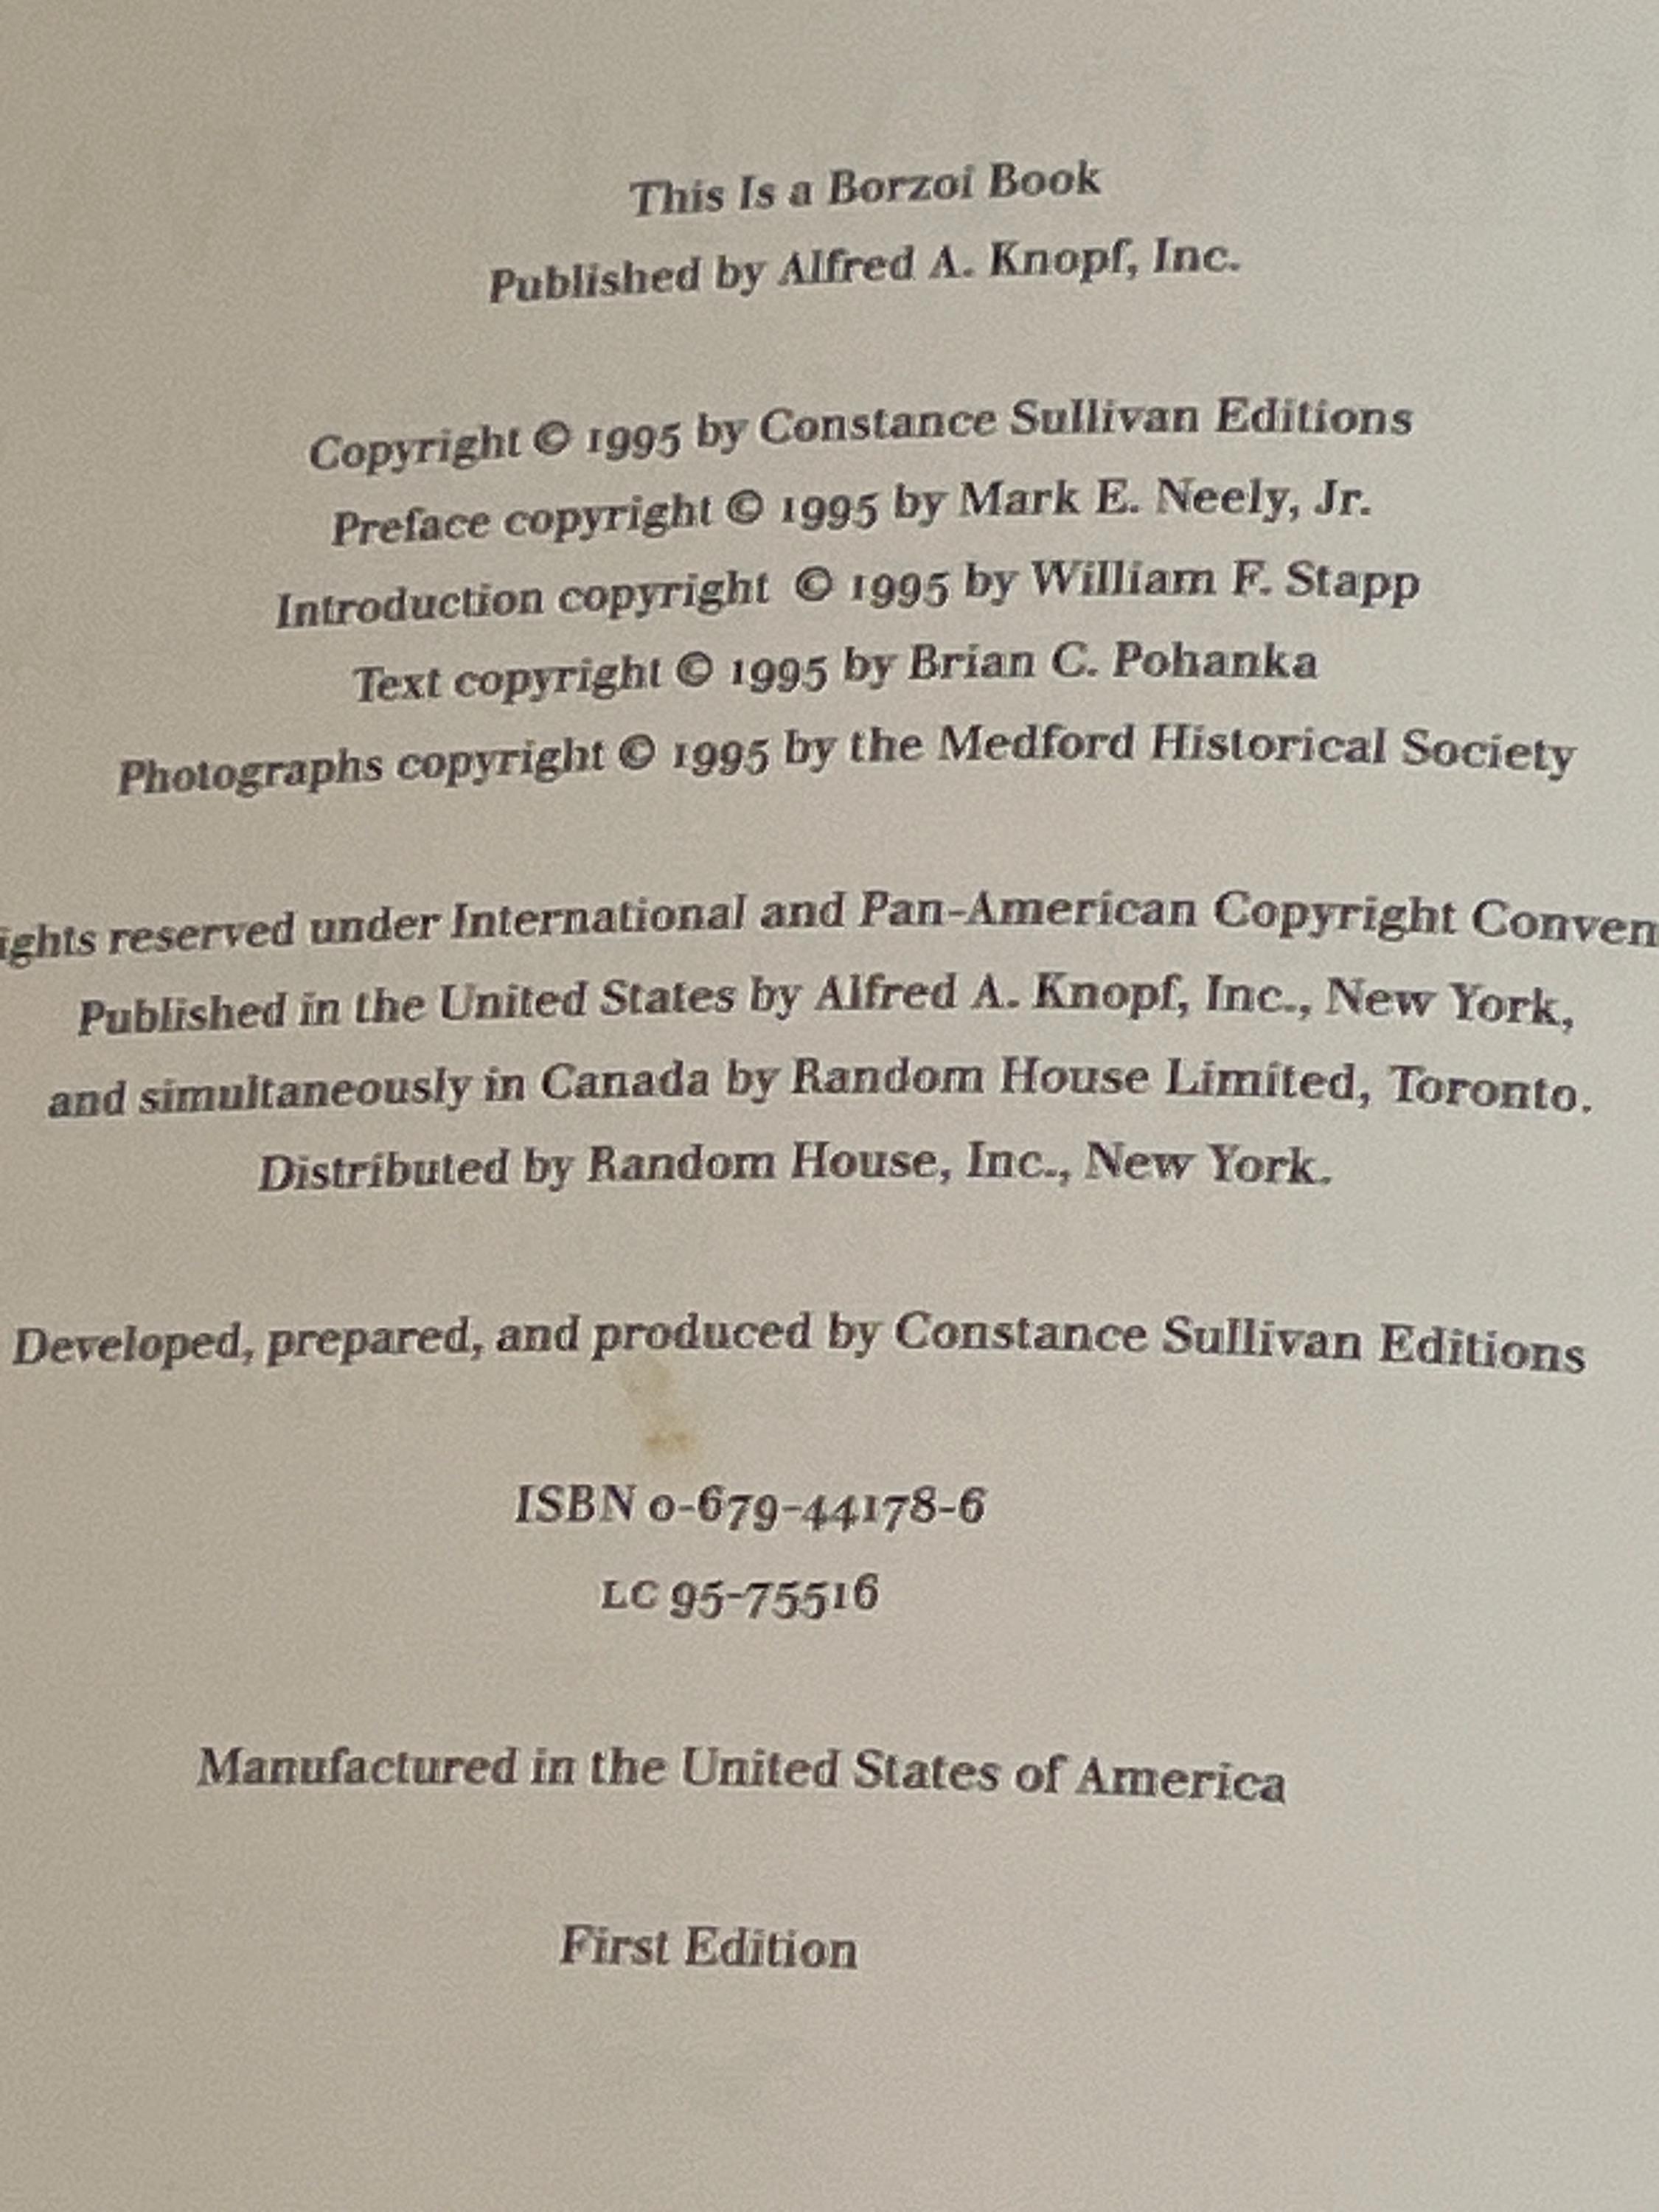 This Is a Borzoi Book
Published by Alfred A. Knopf, Inc.
Copyright © 1995 by Constance Sullivan Editions
Preface copyright © 1995 by Mark E. Neely, Jr.
Introduction copyright © 1995 by William F. Stapp
Text copyright © 1995 by Brian C. Pohanka
Photographs copyright © 1995 by the Medford Historical Society
ights reserved under International and Pan-American Copyright Conven
Published in the United States by Alfred A. Knopf, Inc., New York,
and simultaneously in Canada by Random House Limited, Toronto.
Distributed by Random House, Inc., New York.
Developed, prepared, and produced by Constance Sullivan Editions
ISBN 0-679-44178-6
LC 95-75516
Manufactured in the United States of America
First Edition